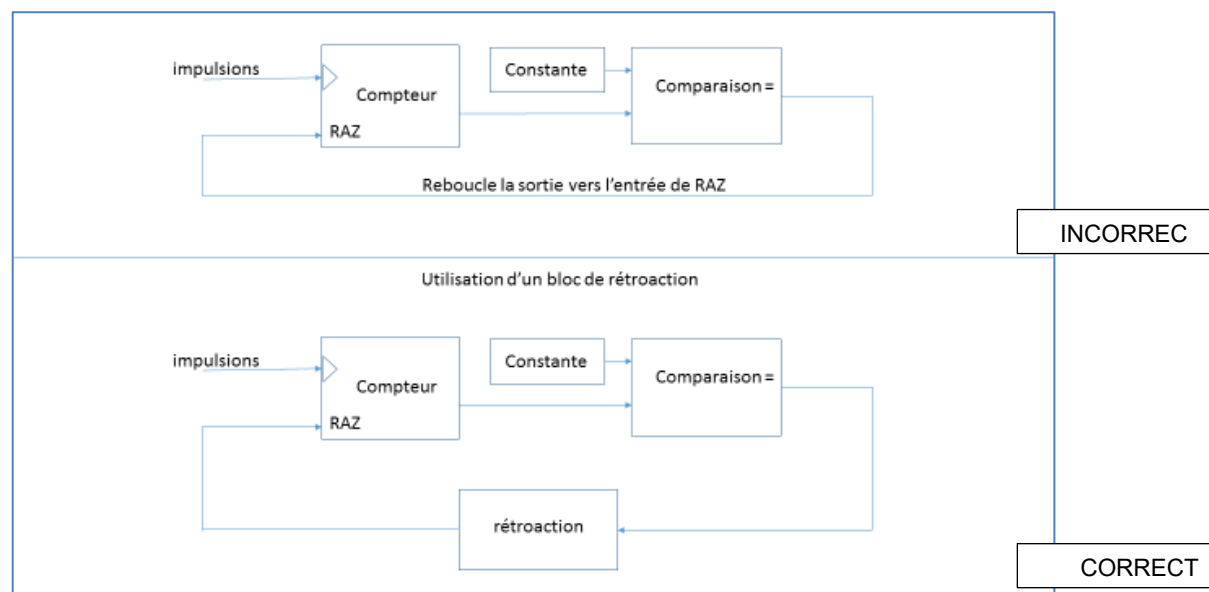 impulsions
Compteur
RAZ
Constante
Comparaison =
Reboucle la sortie vers l'entrée de RAZ
INCORREC
Utilisation d'un bloc de rétroaction
impulsions
Compteur
RAZ
Constante
Comparaison =
rétroaction
CORRECT